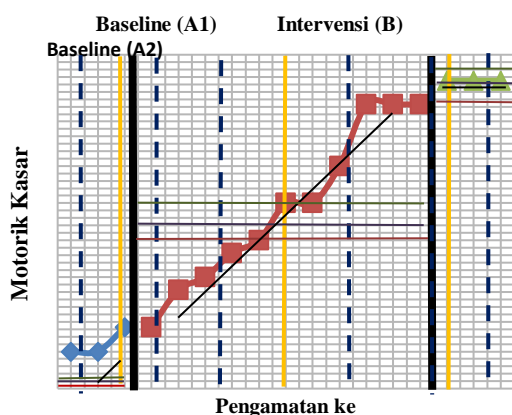 Baseline (A1) Intervensi (B)
Baseline (A2)
Motorik Kasar
Pengamatan ke